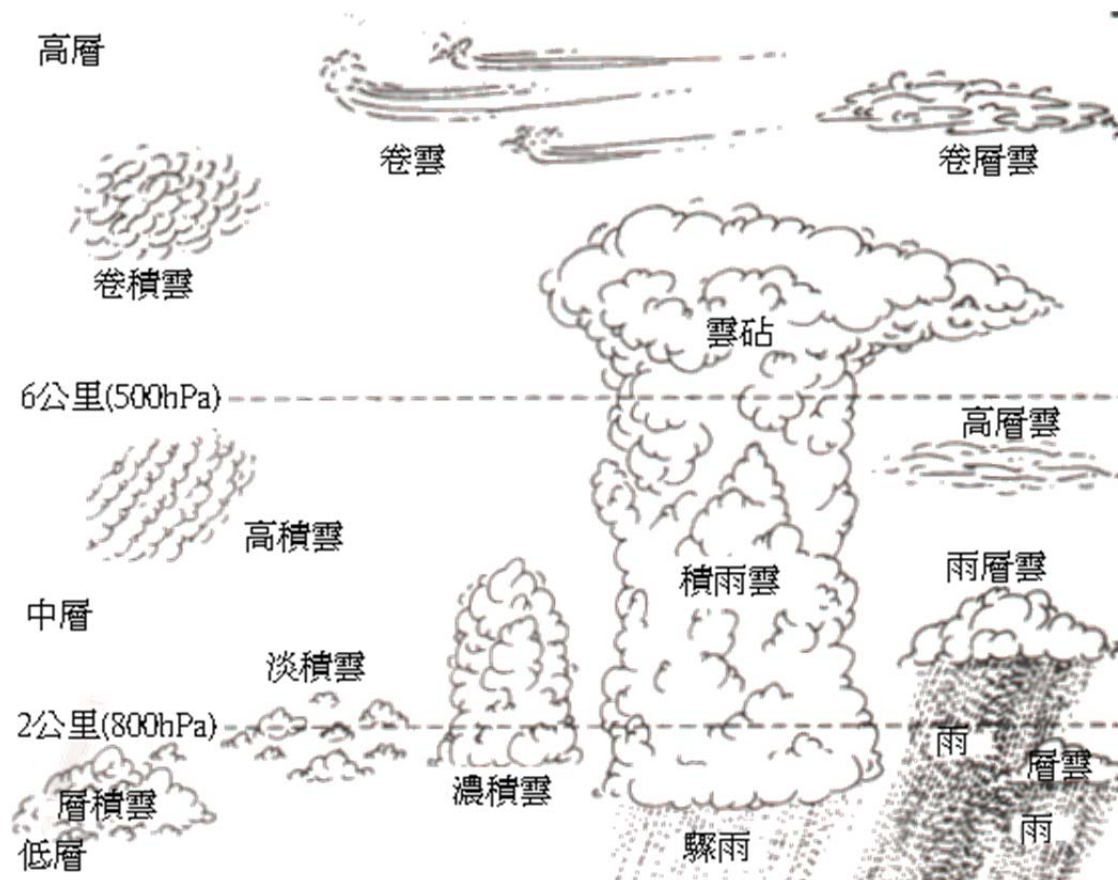 高層
卷雲
卷層雲
卷積雲
雲砧
6公里(500hPa)
高層雲
高積雲
積雨雲
雨層雲
中層
淡積雲
2公里(800hPa)
雨
層雲
層積雲
濃積雲
雨
驟雨
低層